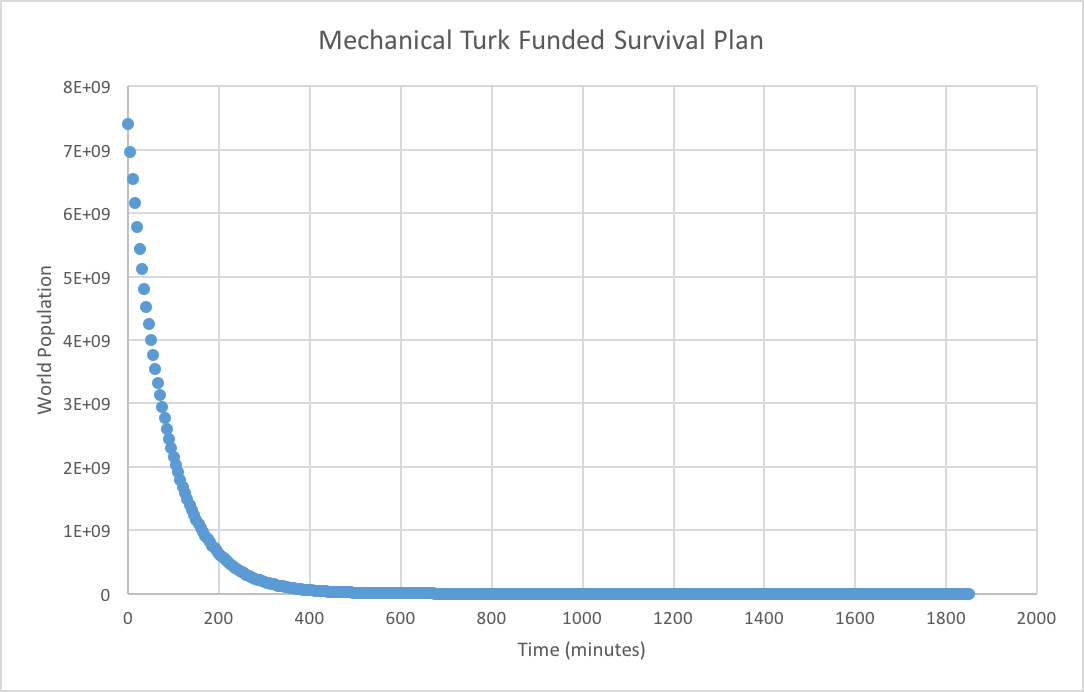 Mechanical Turk Funded Survival Plan
8E+09
7E+09
6E+09
5E+09
4E+09
3E+09
2E+09
1E+09
0
World Population
0 200 400 600 800 1000 1200 1400 1600 1800 2000
Time (minutes)